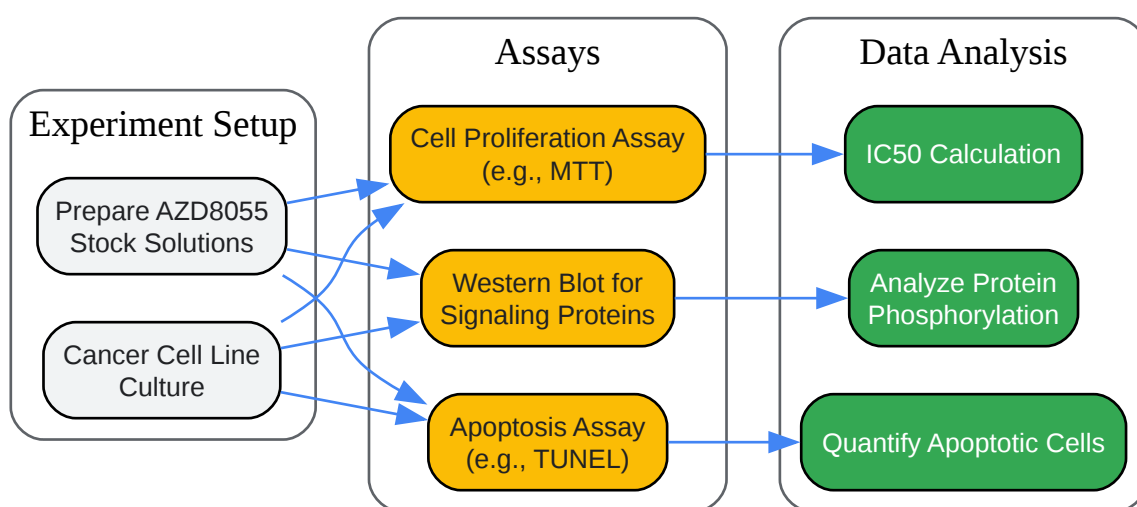 Experiment Setup
Prepare AZD8055
Stock Solutions
Cancer Cell Line
Culture
Assays
Cell Proliferation Assay
(e.g., MTT)
Western Blot for
Signaling Proteins
Apoptosis Assay
(e.g., TUNEL)
Data Analysis
IC50 Calculation
Analyze Protein
Phosphorylation
Quantify Apoptotic Cells